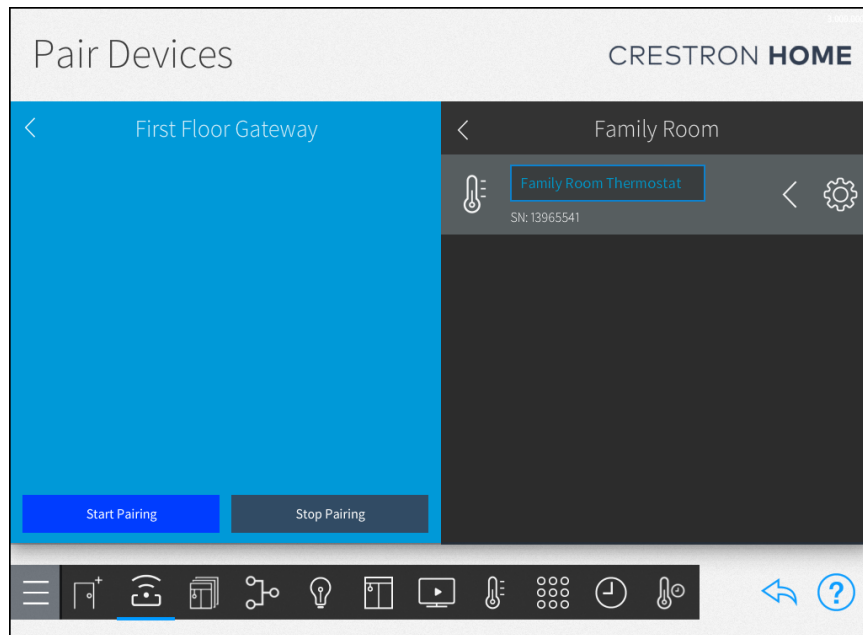 Pair Devices
CRESTRON HOME
First Floor Gateway
Family Room
Family Room Thermostat
SN: 13965541
Start Pairing
Stop Pairing
?